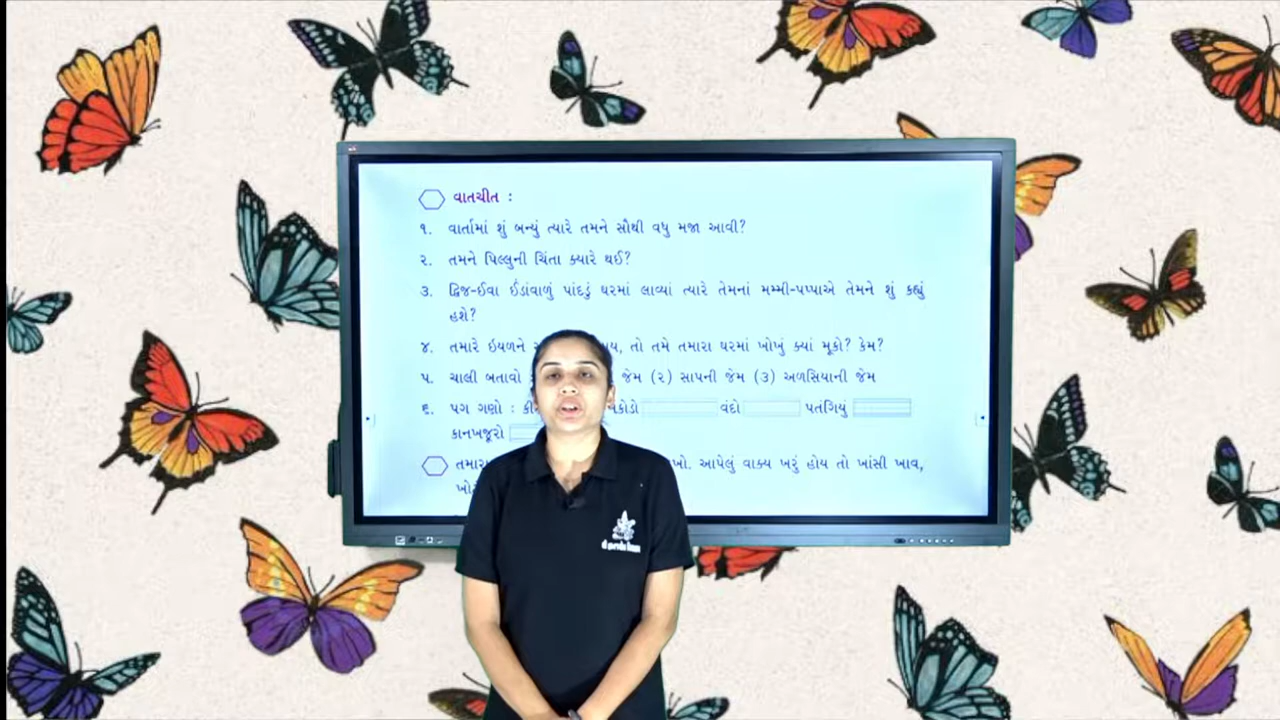 વાતચીત :
૧. વાર્તામાં શું બન્યું ત્યારે તમને સૌથી વધુ મજા આવી?
૨. તમને પિલ્લુની ચિંતા ક્યારે થઈ?
૩. દ્વિજ-ઈવા ઈંડાંવાળું પાંદડું ઘરમાં લાવ્યાં ત્યારે તેમનાં મમ્મી-પપ્પાએ તેમને શું કહ્યું
હશે?
૪. તમારે ઇયળને તો તમે તમારા ઘરમાં ખોખું ક્યાં મૂકો? કેમ?
૫. ચાલી બતાવો જેમ (૨) સાપની જેમ (૩) અળસિયાની જેમ
૬. પગ ગણો : વંદો પતંગિયું
કાનખજૂરો
આપેલું વાક્ય ખરું હોય તો ખાંસી ખાવ,